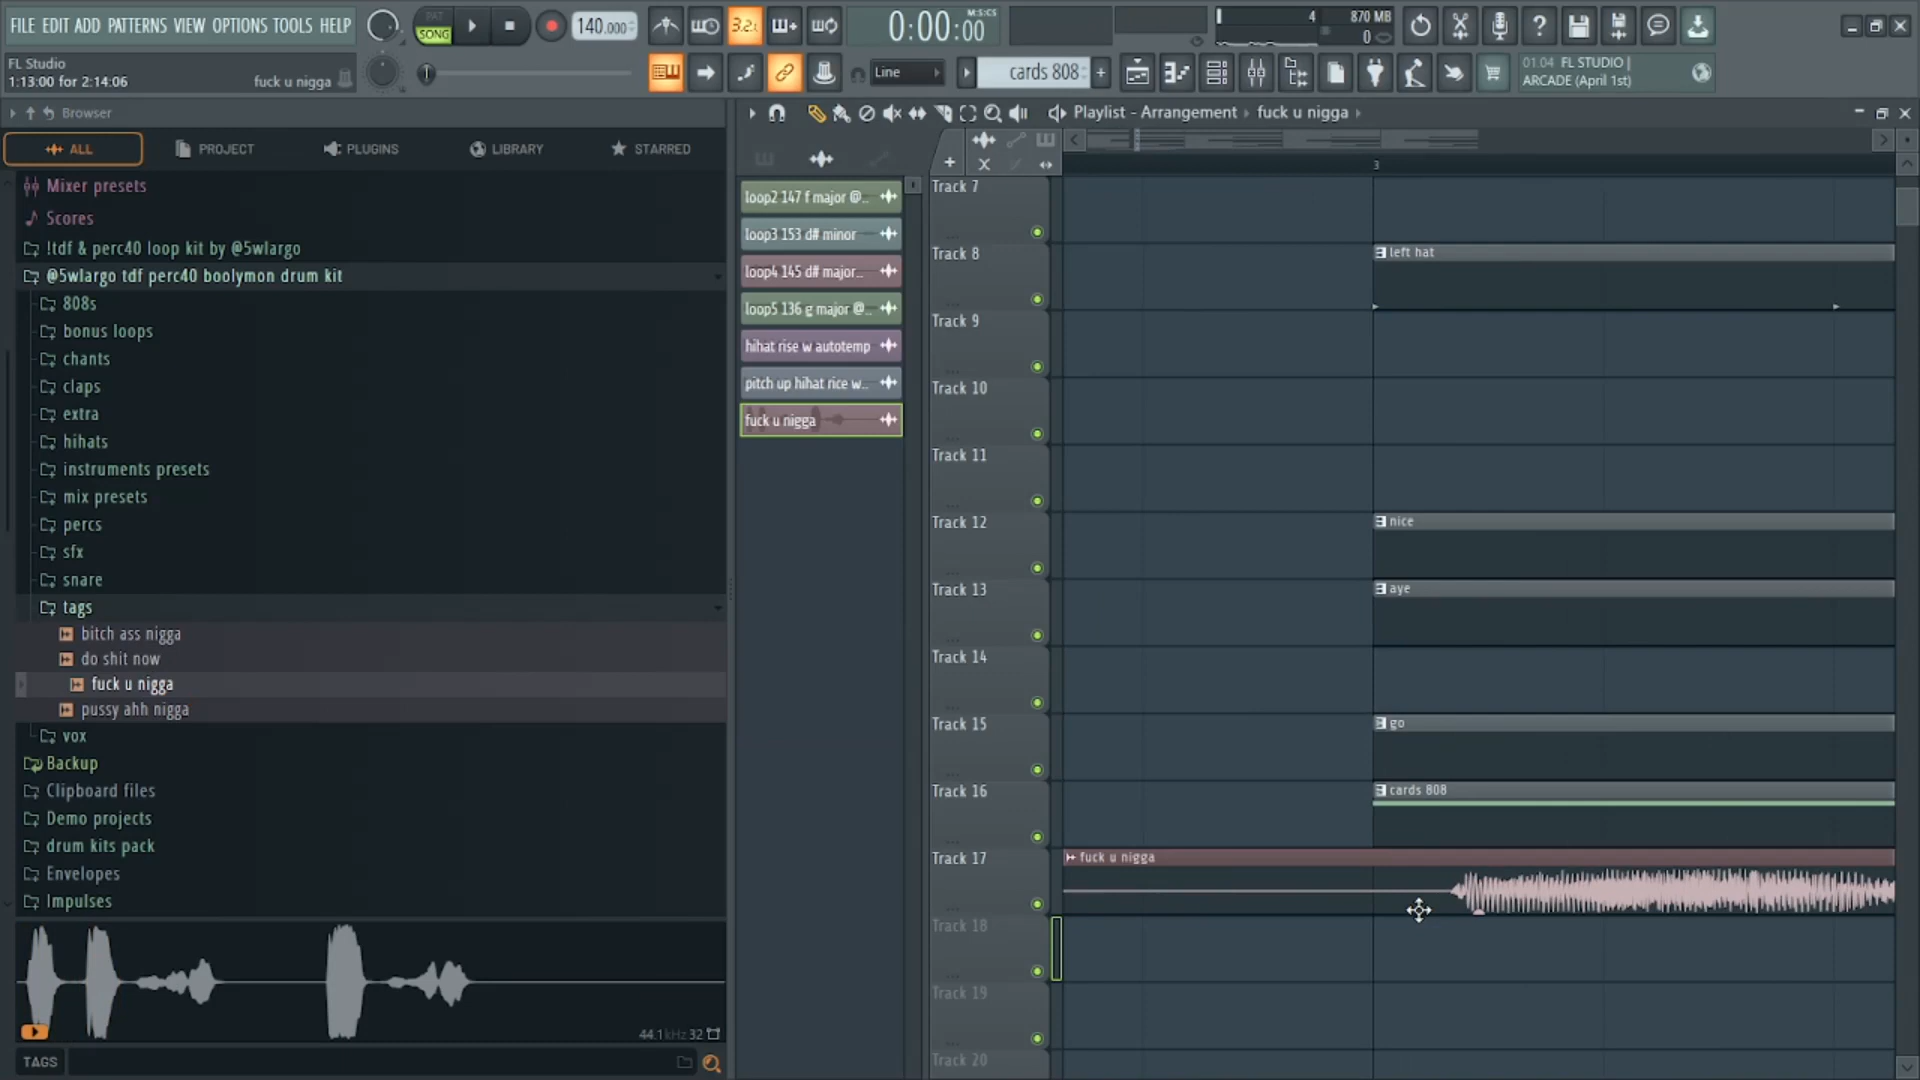 FILE EDIT ADD PATTERNS VIEW OPTIONS TOOLS HELP
PAT
SONG
140.000
3.2.
0:00:00
M:S:CS
4
870 MB
0
FL Studio
1:13:00 for 2:14:06
fuck u nigga
Line
cards 808
01:04 FL STUDIO |
ARCADE (April 1st)
Browser
ALL
PROJECT
PLUGINS
LIBRARY
STARRED
Mixer presets
Scores
!tdf & perc40 loop kit by @5wlargo
@5wlargo tdf perc40 boolymon drum kit
808s
bonus loops
chants
claps
extra
hihats
instruments presets
mix presets
percs
sfx
snare
tags
bitch ass nigga
do shit now
fuck u nigga
pussy ahh nigga
vox
Backup
Clipboard files
Demo projects
drum kits pack
Envelopes
Impulses
44.1kHz 32
TAGS
Playlist - Arrangement › fuck u nigga ›
loop2 147 f major @..
loop3 153 d# minor
loop4 145 d# major..
loop5 136 g major @..
hihat rise w autotemp
pitch up hihat rice w..
fuck u nigga
3
Track 7
Track 8
left hat
Track 9
Track 10
Track 11
Track 12
nice
Track 13
aye
Track 14
Track 15
go
Track 16
cards 808
Track 17
fuck u nigga
Track 18
Track 19
Track 20